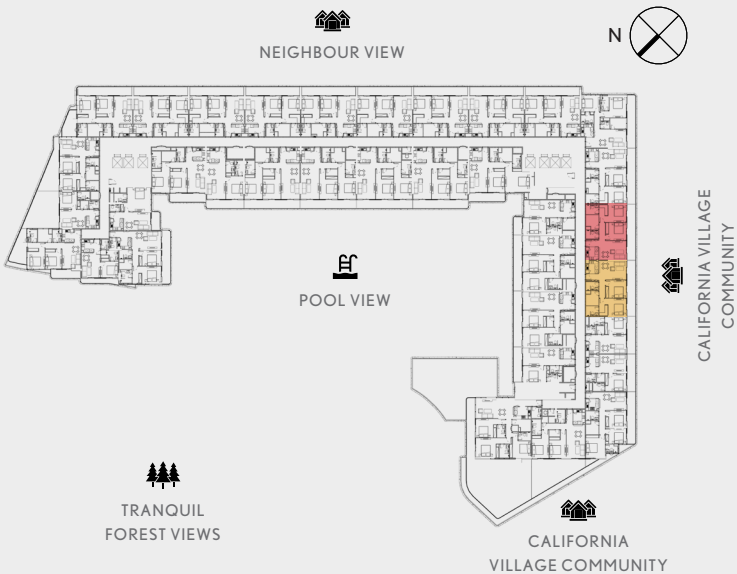 NEIGHBOUR VIEW
N
POOL VIEW
CALIFORNIA VILLAGE
COMMUNITY
TRANQUIL
FOREST VIEWS
CALIFORNIA
VILLAGE COMMUNITY